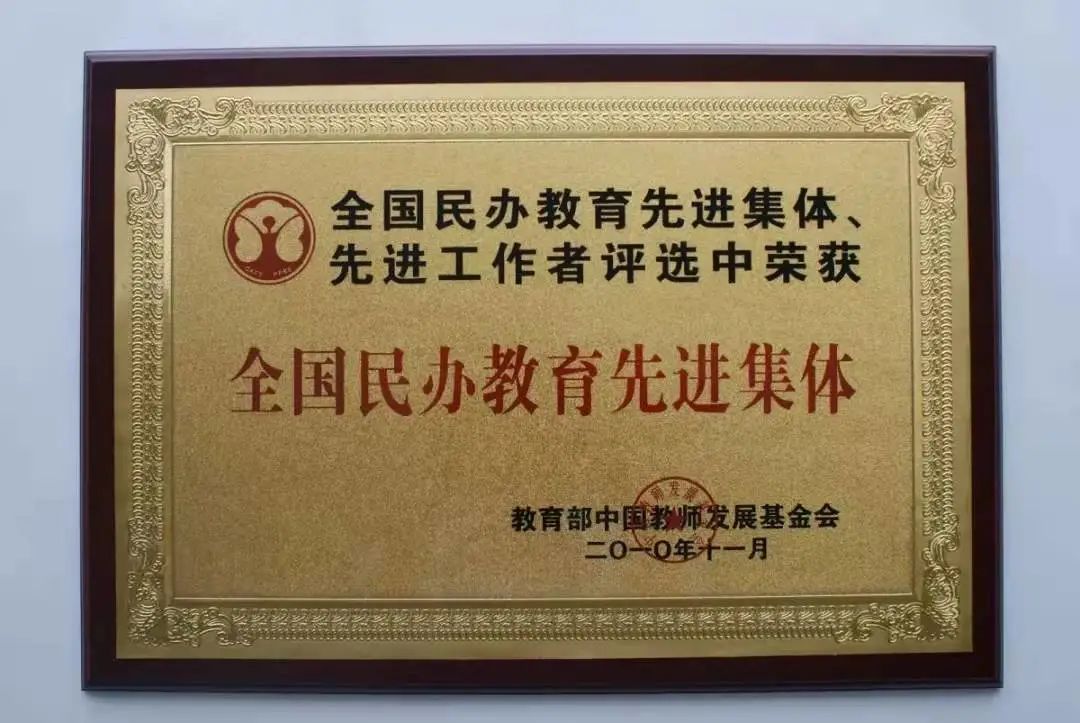 全国民办教育先进集体、
先进工作者评选中荣获
全国民办教育先进集体
教育部中国教师发展基金会
二〇一〇年十一月